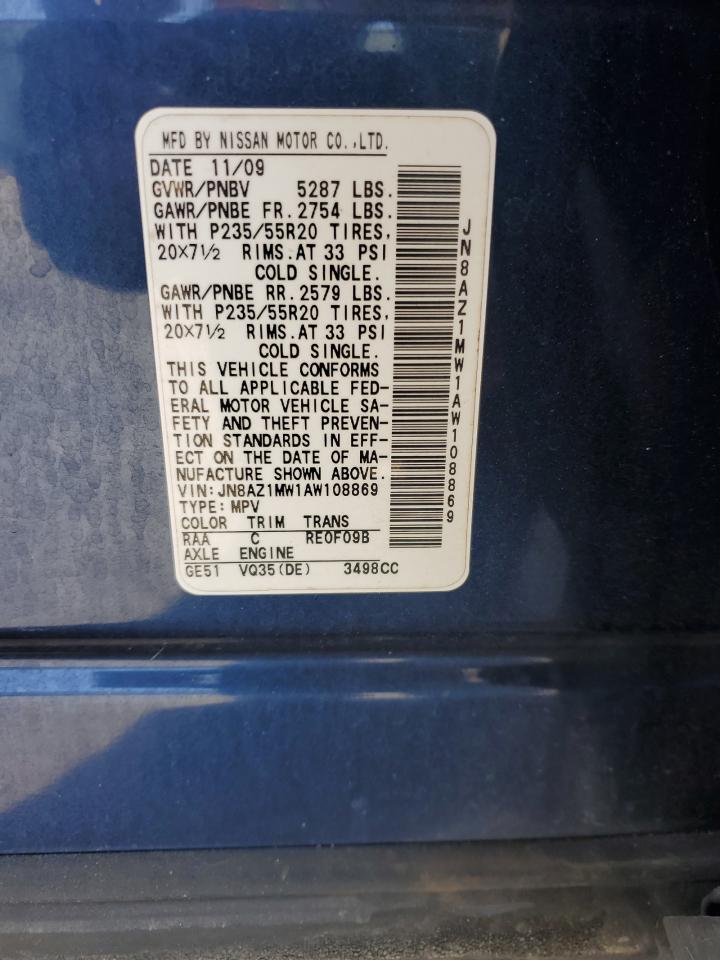 MFD BY NISSAN MOTOR CO.,LTD.
DATE 11/09
GVWR/PNBV 5287 LBS.
GAWR/PNBE FR. 2754 LBS.
WITH P235/55R20 TIRES,
20X7½ RIMS.AT 33 PSI
COLD SINGLE.
GAWR/PNBE RR. 2579 LBS.
WITH P235/55R20 TIRES,
20X7½ RIMS.AT 33 PSI
COLD SINGLE.
THIS VEHICLE CONFORMS
TO ALL APPLICABLE FED-
ERAL MOTOR VEHICLE SA-
FETY AND THEFT PREVEN-
TION STANDARDS IN EFF-
ECT ON THE DATE OF MA-
NUFACTURE SHOWN ABOVE.
VIN:JN8AZ1MW1AW108869
TYPE:MPV
COLOR TRIM TRANS
RAA C RE0F09B
AXLE ENGINE
GE51 VQ35(DE) 3498CC
JN8AZ1MW1AW108869